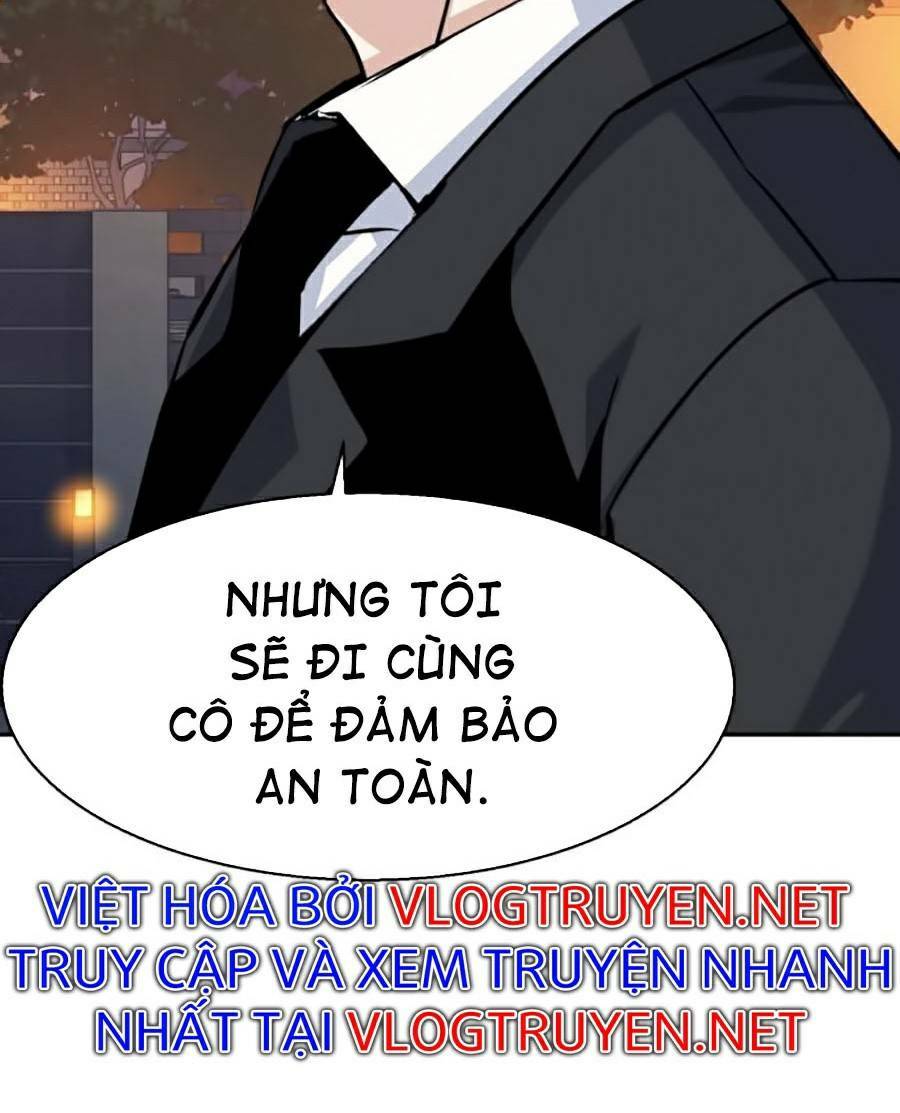 NHƯNG TÔI
SẼ ĐI CÙNG
CÔ ĐỂ ĐẢM BẢO
AN TOÀN.
VIỆT HÓA BỞI VLOGTRUYEN.NET
TRUY CẬP VÀ XEM TRUYỆN NHANH
NHẤT TẠI VLOGTRUYEN.NET